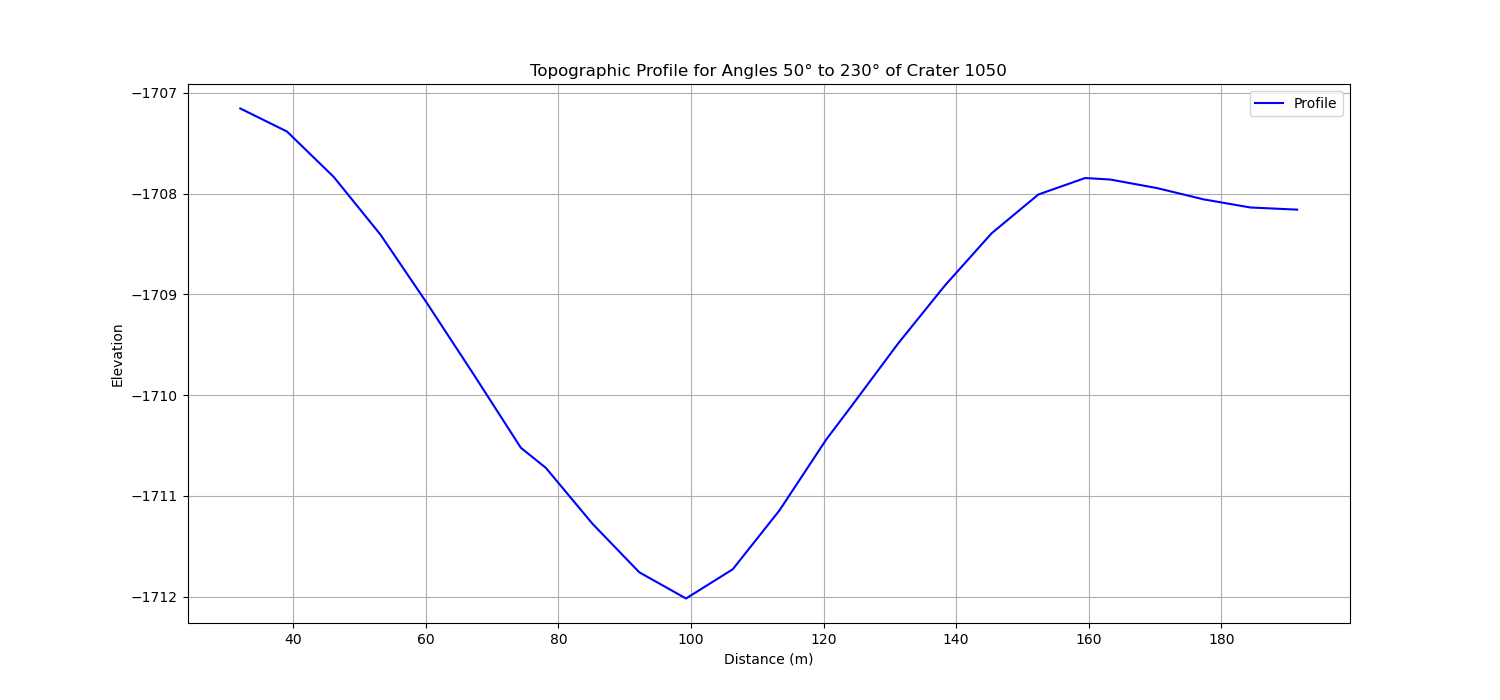 Topographic Profile for Angles 50° to 230° of Crater 1050
Profile
−1707
−1708
−1709
−1710
−1711
−1712
Elevation
40 60 80 100 120 140 160 180
Distance (m)